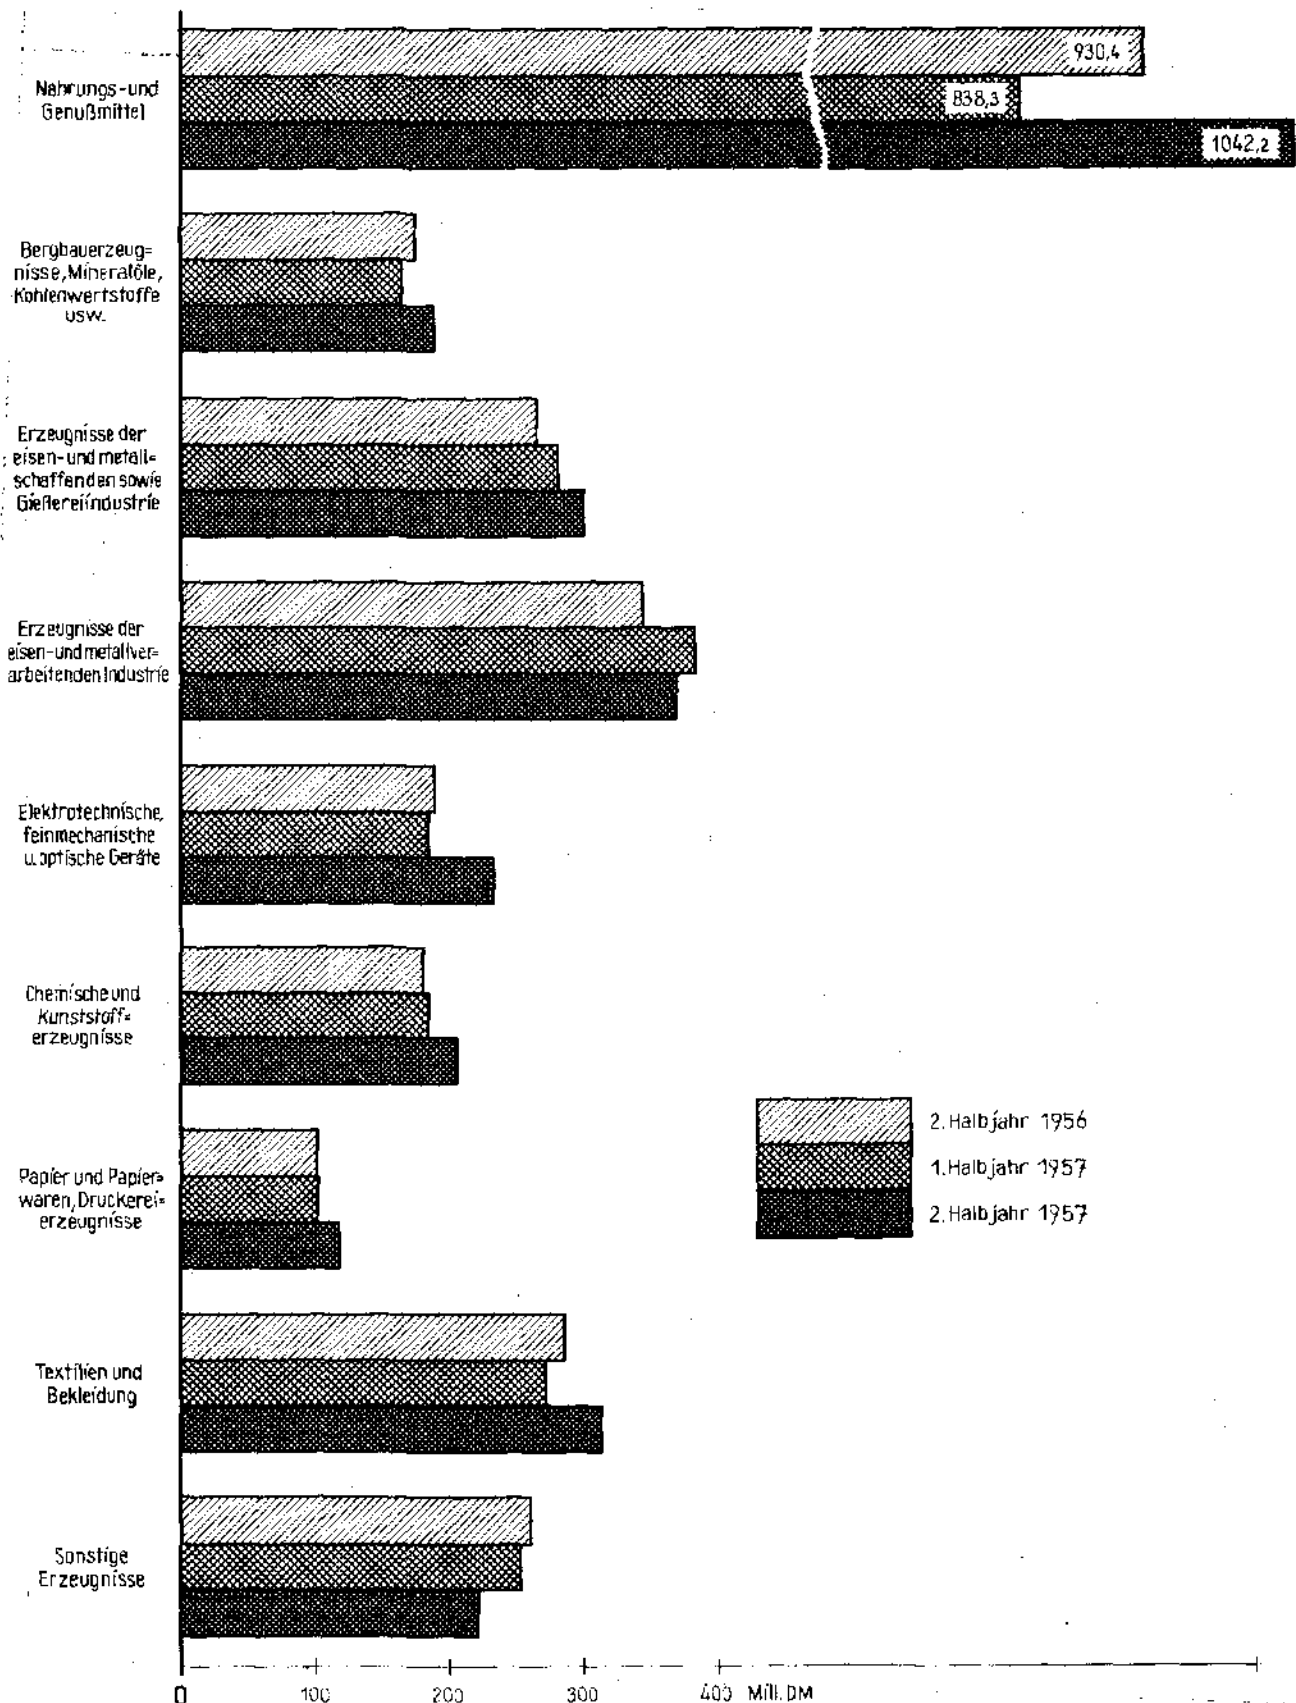 930,4
Nahrungs-und
Genußmittel
838,3
1042,2
Bergbauerzeug=
nisse, Mineralöle,
Kohlenwertstoffe
usw.
Erzeugnisse der
eisen-und metall=
schaffenden sowie
Gießereiindustrie
Erzeugnisse der
eisen-und metallver=
arbeitenden Industrie
Elektrotechnische,
feinmechanische
u.optische Geräte
Chemische und
Kunststoff=
erzeugnisse
Papier und Papier=
waren, Druckerei=
erzeugnisse
2. Halbjahr 1956
1. Halbjahr 1957
2. Halbjahr 1957
Textilien und
Bekleidung
Sonstige
Erzeugnisse
0 100 200 300 400 Mill. DM